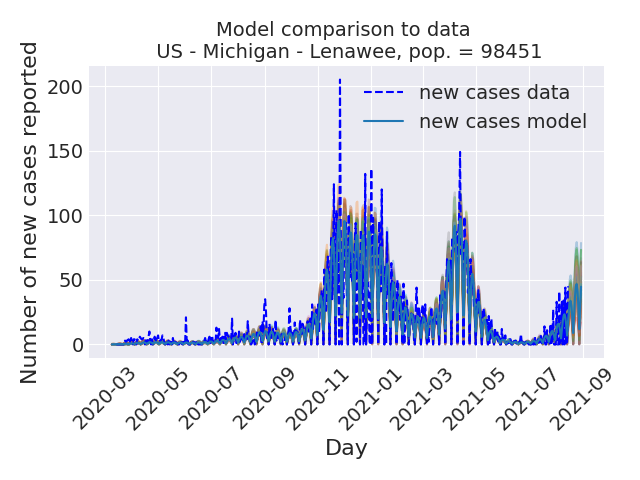 Model comparison to data
US - Michigan - Lenawee, pop. = 98451
Number of new cases reported
200
150
100
50
0
new cases data
new cases model
2020-03
2020-05
2020-07
2020-09
2020-11
2021-01
2021-03
2021-05
2021-07
2021-09
Day